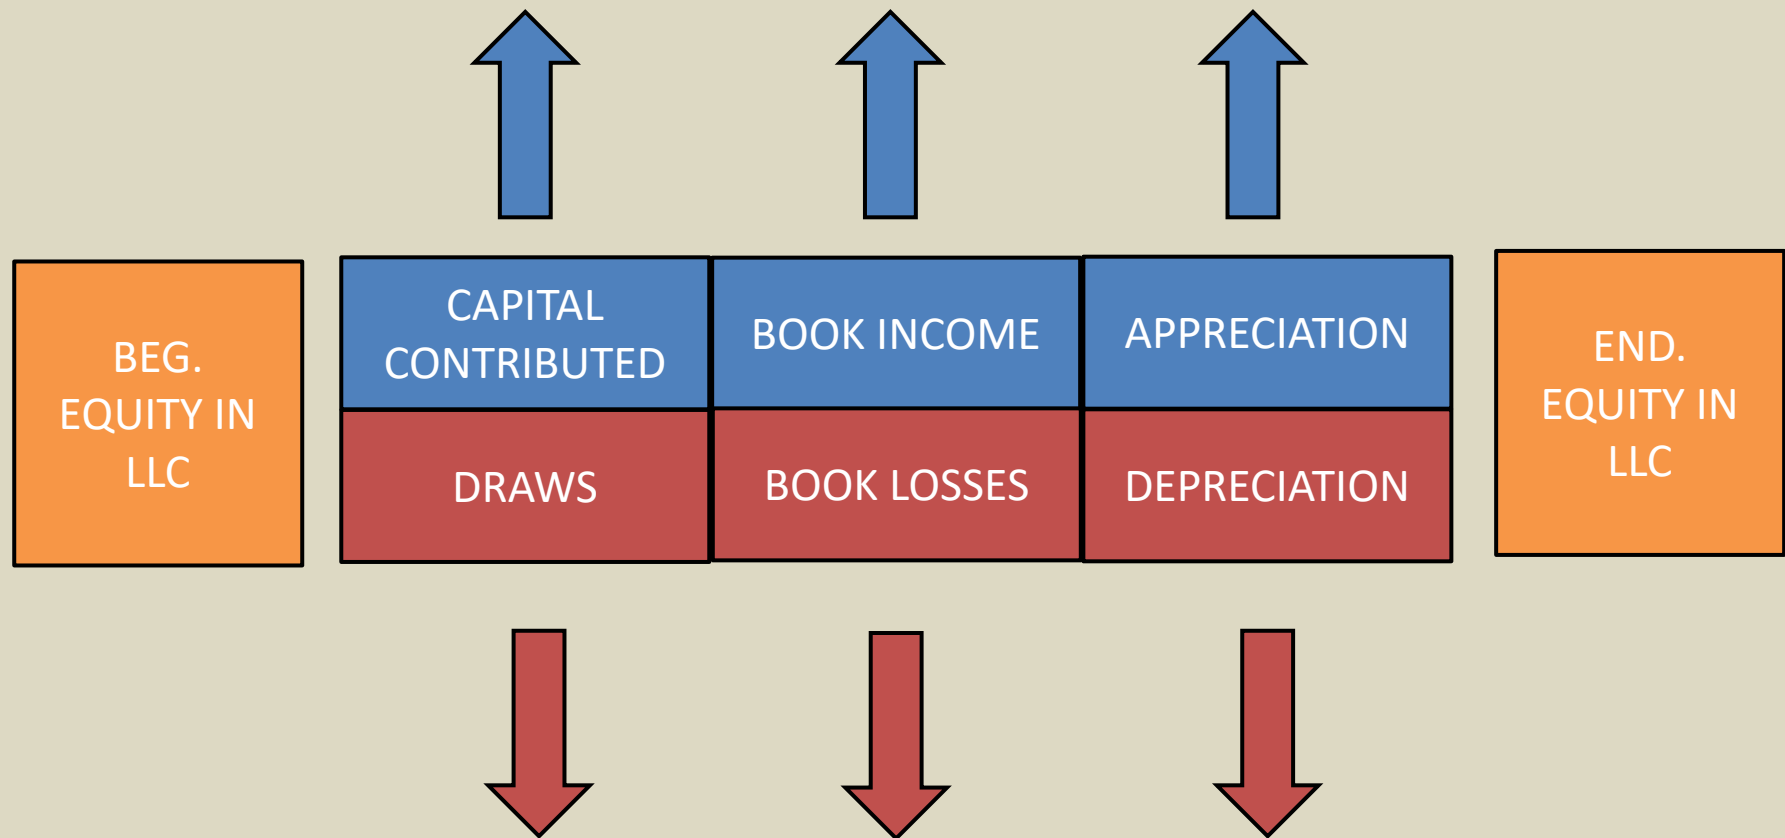 BEG.
EQUITY IN
LLC
CAPITAL
CONTRIBUTED
BOOK INCOME
APPRECIATION
DRAWS
BOOK LOSSES
DEPRECIATION
END.
EQUITY IN
LLC